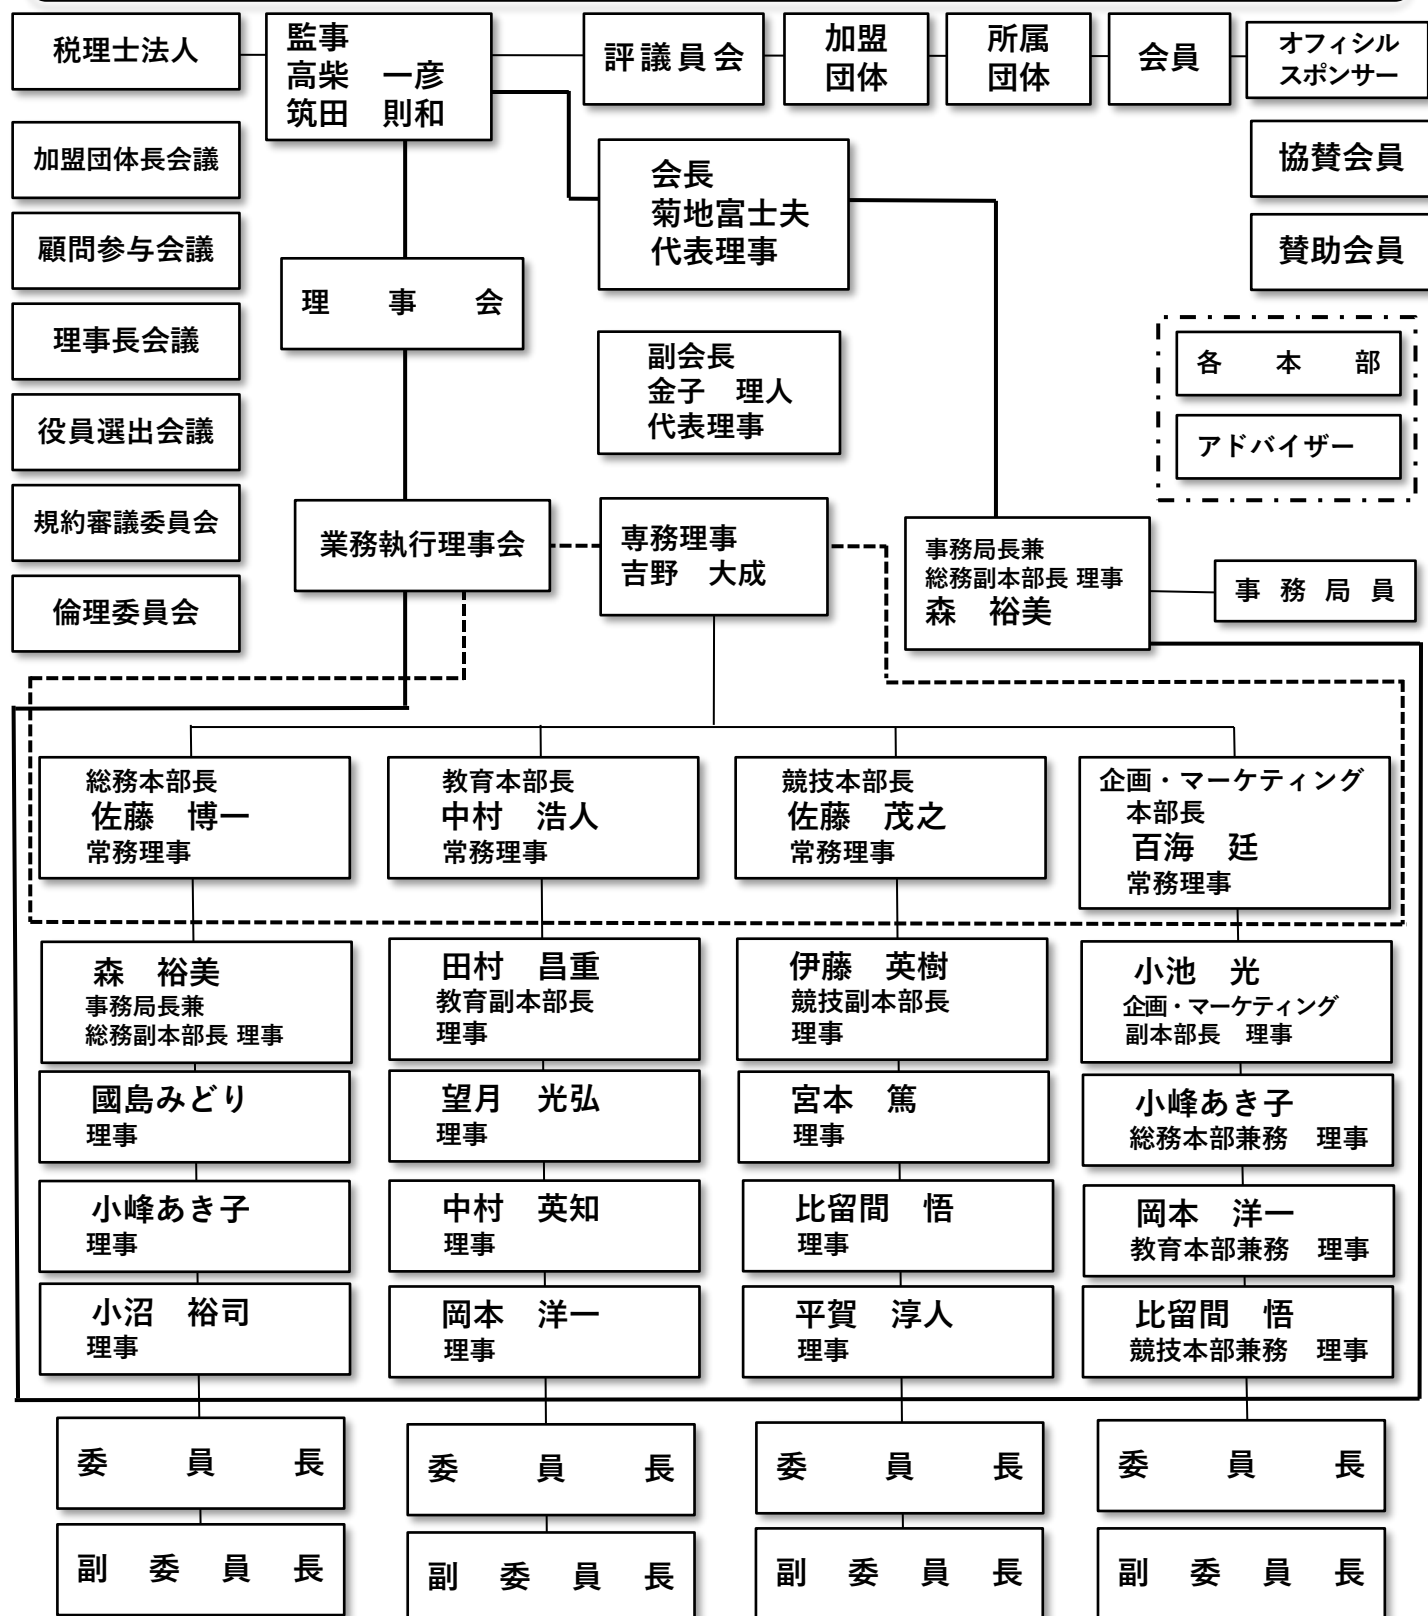 税理士法人
監事
高柴　一彦
筑田　則和
評議員会
加盟
団体
所属
団体
会員
オフィシル
スポンサー
加盟団体長会議
顧問参与会議
理事長会議
役員選出会議
規約審議委員会
倫理委員会
会長
菊地富士夫
代表理事
協賛会員
賛助会員
理　事　会
副会長
金子　理人
代表理事
各　本　部
アドバイザー
業務執行理事会
専務理事
吉野　大成
事務局長兼
総務副本部長 理事
森　裕美
事 務 局 員
総務本部長
佐藤　博一
常務理事
教育本部長
中村　浩人
常務理事
競技本部長
佐藤　茂之
常務理事
企画・マーケティング
本部長
百海　廷
常務理事
森　裕美
事務局長兼
総務副本部長 理事
田村　昌重
教育副本部長
理事
伊藤　英樹
競技副本部長
理事
小池　光
企画・マーケティング
副本部長　理事
國島みどり
理事
望月　光弘
理事
宮本　篤
理事
小峰あき子
総務本部兼務　理事
小峰あき子
理事
中村　英知
理事
比留間　悟
理事
岡本　洋一
教育本部兼務　理事
小沼　裕司
理事
岡本　洋一
理事
平賀　淳人
理事
比留間　悟
競技本部兼務　理事
委　員　長
委　員　長
委　員　長
委　員　長
副　委　員　長
副　委　員　長
副　委　員　長
副　委　員　長